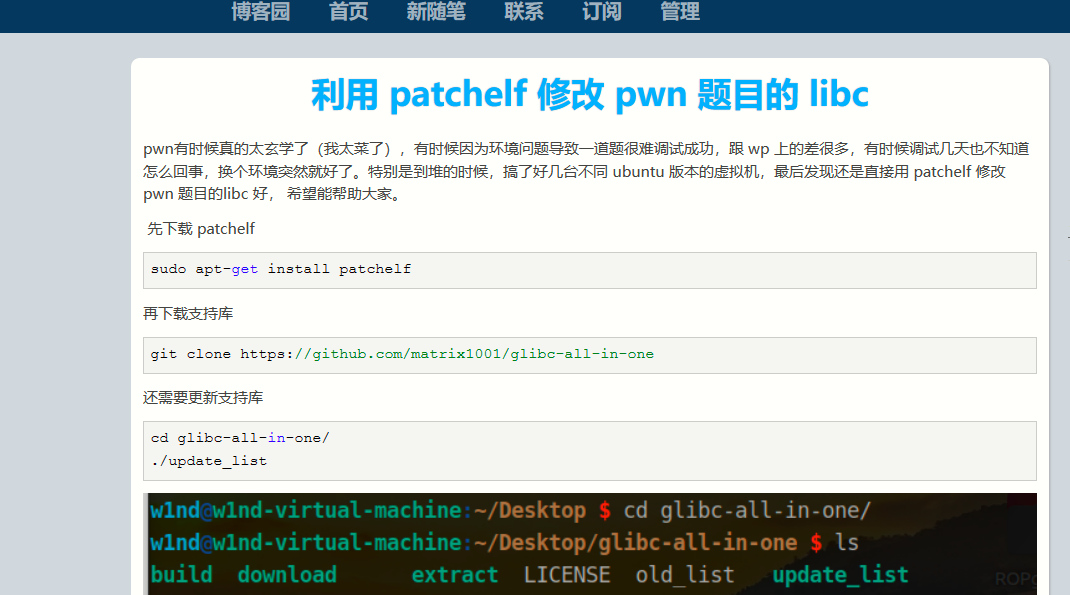 博客园 首页 新随笔 联系 订阅 管理
利用 patchelf 修改 pwn 题目的 libc
pwn有时候真的太玄学了（我太菜了），有时候因为环境问题导致一道题很难调试成功，跟 wp 上的差很多，有时候调试几天也不知道
怎么回事，换个环境突然就好了。特别是到堆的时候，搞了好几台不同 ubuntu 版本的虚拟机，最后发现还是直接用 patchelf 修改
pwn 题目的libc 好， 希望能帮助大家。
先下载 patchelf
sudo apt-get install patchelf
再下载支持库
git clone https://github.com/matrix1001/glibc-all-in-one
还需要更新支持库
cd glibc-all-in-one/
./update_list
w1nd@w1nd-virtual-machine:~/Desktop $ cd glibc-all-in-one/
w1nd@w1nd-virtual-machine:~/Desktop/glibc-all-in-one $ ls
build download extract LICENSE old_list update_list